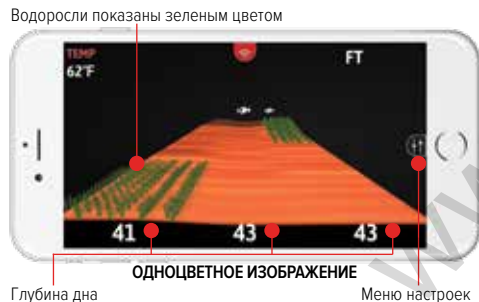 Водоросли показаны зеленым цветом
TEMP
62°F
FT
41 43 43
ОДНОЦВЕТНОЕ ИЗОБРАЖЕНИЕ
Глубина дна Меню настроек